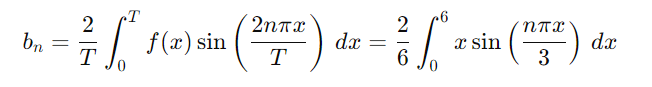 b_n = \frac{2}{T} \int_0^T f(x) \sin\left(\frac{2n\pi x}{T}\right) dx = \frac{2}{6} \int_0^6 x \sin\left(\frac{n\pi x}{3}\right) dx